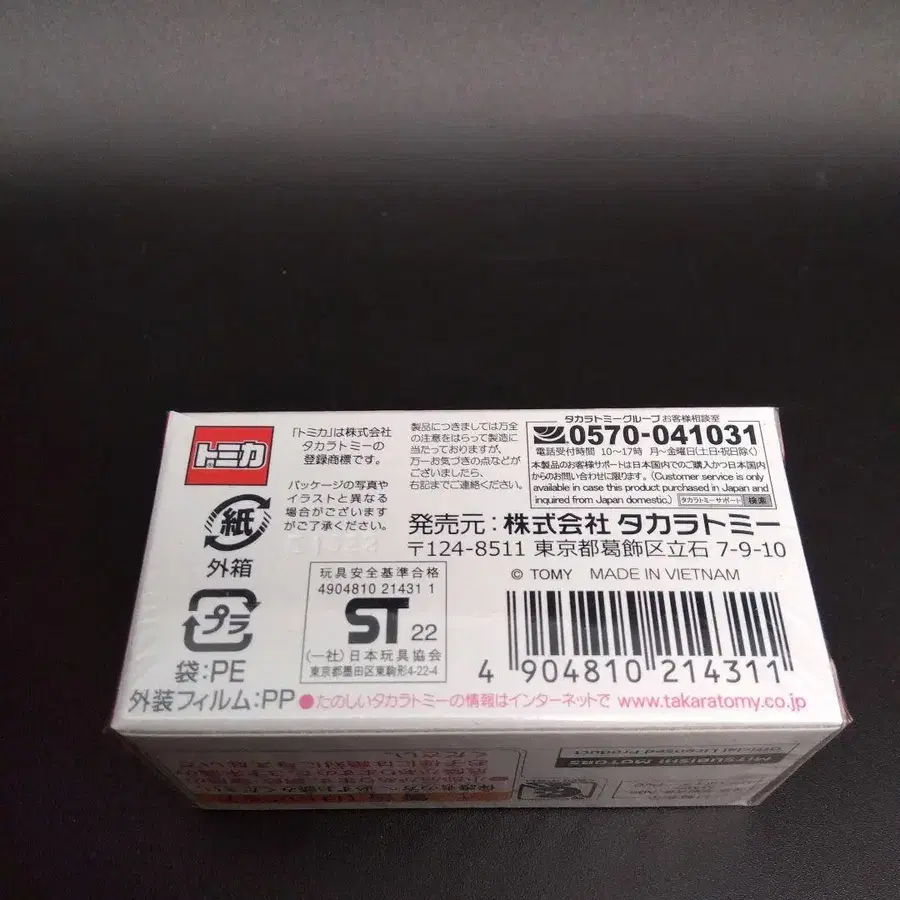 トミカ
「トミカ」は株式会社
タカラトミーの
登録商標です。
パッケージの写真や
イラストと異なる
場合がございます
がご了承ください。
製品につきましては万全
の注意をはらって製造に
当たっておりますが、
万一お気づきの点などが
ございましたら、
右記までご連絡ください。
タカラトミーグループ お客様相談室
0570-041031
電話受付時間 10〜17時 月〜金曜日(土日・祝日除く)
本製品のお客様サポートは日本国内でのご購入かつ日本国内
からのお問い合わせに限ります。(Customer service is only
available in case this product purchased in Japan and
inquired from Japan domestic.) タカラトミーサポート 検索
発売元：株式会社 タカラトミー
〒124-8511 東京都葛飾区立石 7-9-10
© TOMY MADE IN VIETNAM
紙
外箱
プラ
袋:PE
外装フィルム:PP
玩具安全基準合格
4904810 21431 1
ST 22
(一社)日本玩具協会
東京都墨田区東駒形4-22-4
4 904810 214311
●たのしいタカラトミーの情報はインターネットで www.takaratomy.co.jp
MITSUBISHI MOTORS
Official Licensed Product